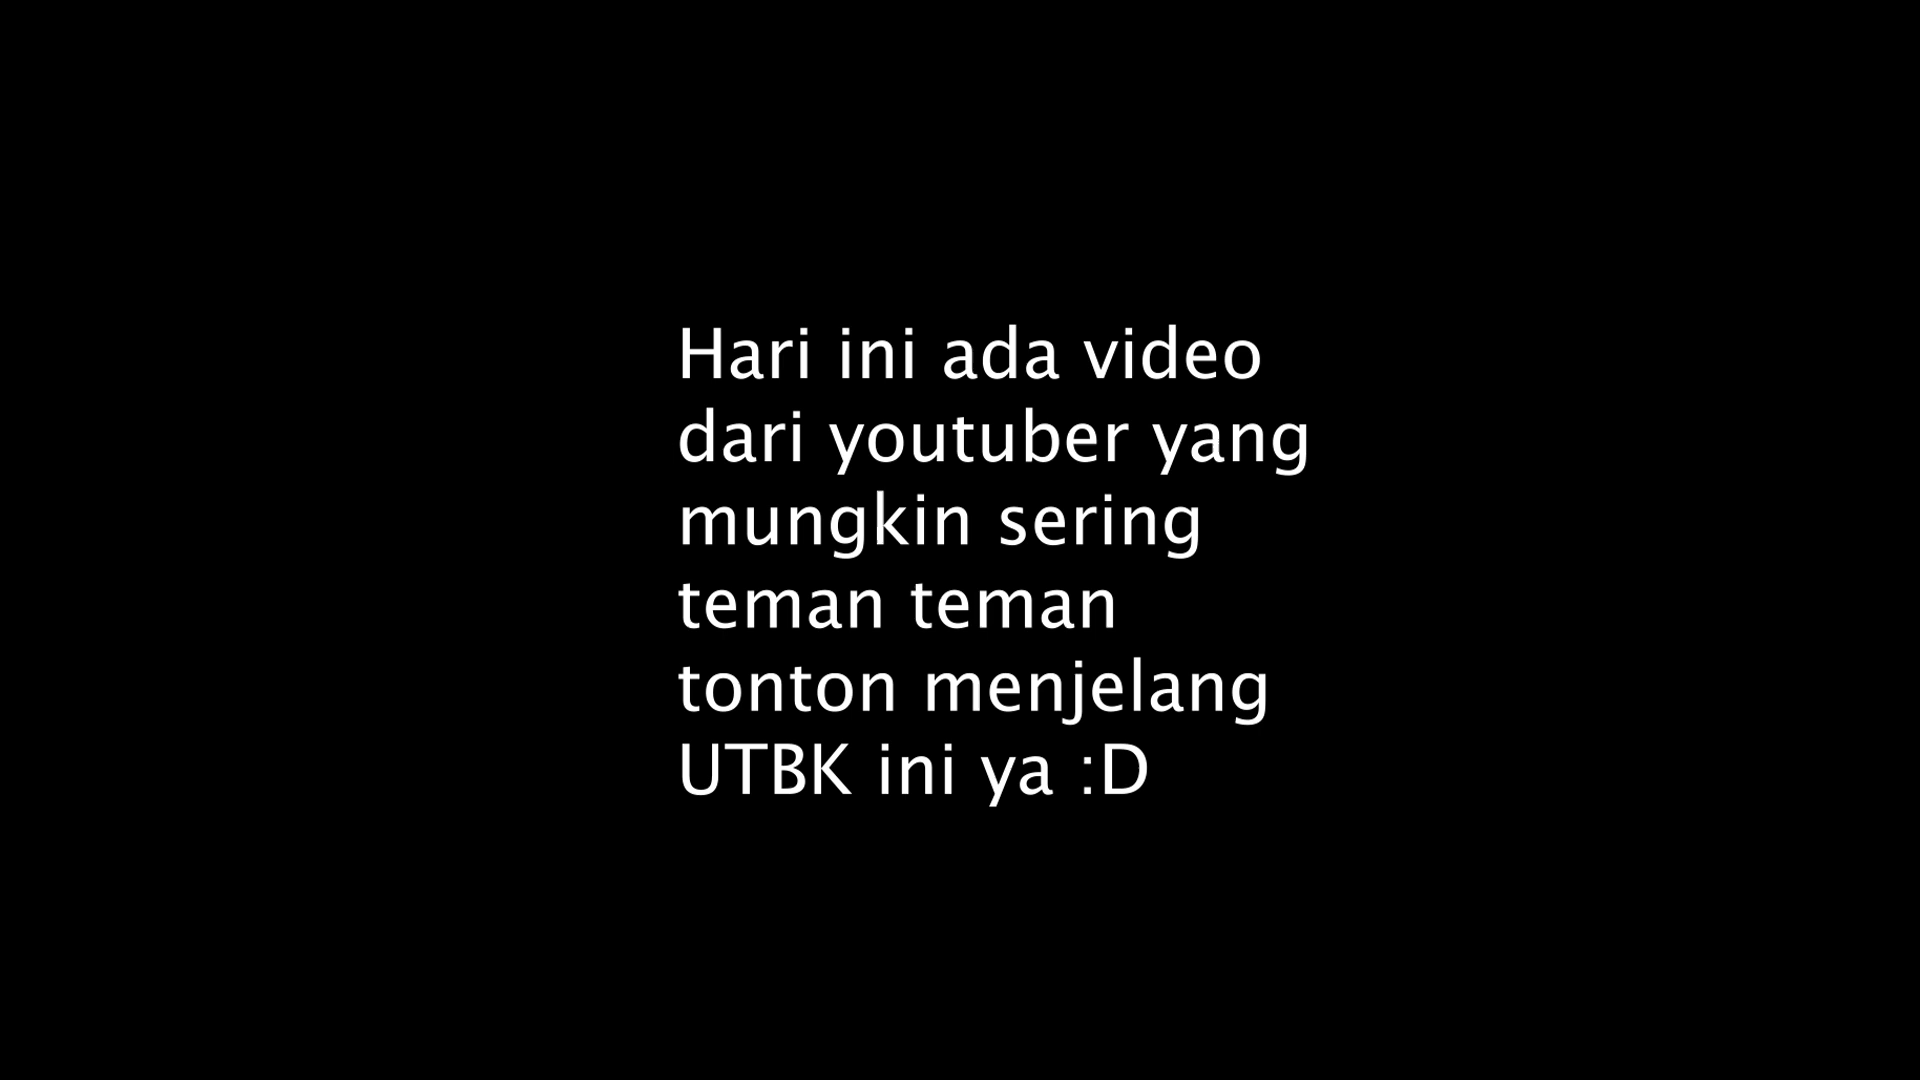 Hari ini ada video
dari youtuber yang
mungkin sering
teman teman
tonton menjelang
UTBK ini ya :D